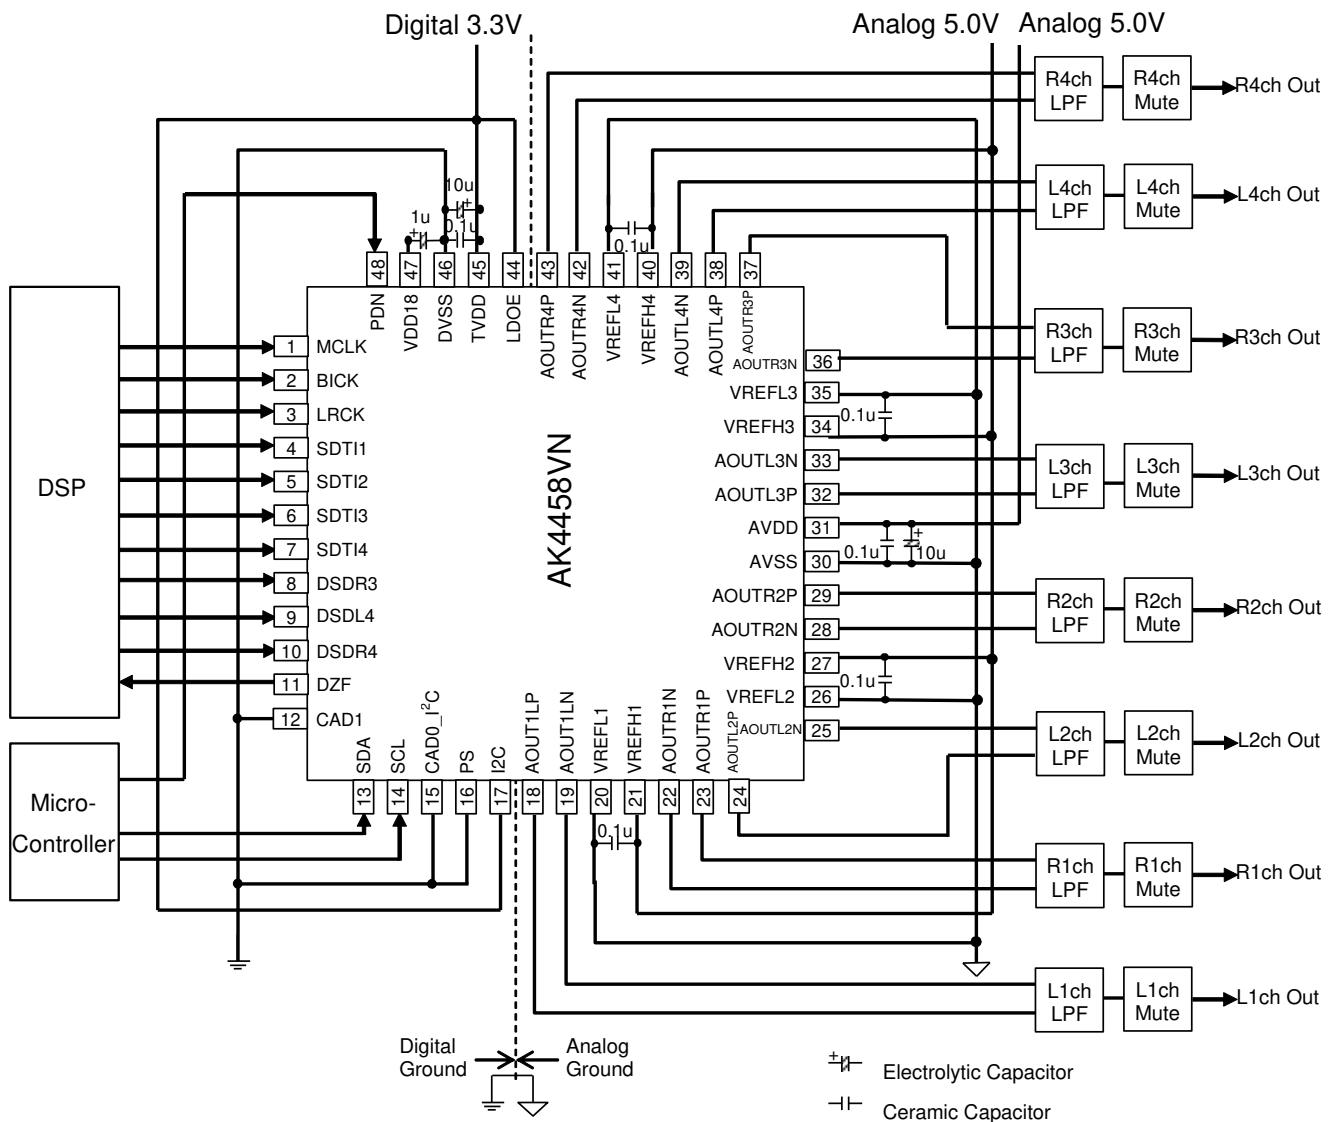 Digital 3.3V
Analog 5.0V
Analog 5.0V
R4ch
LPF
R4ch
Mute
R4ch Out
L4ch
LPF
L4ch
Mute
L4ch Out
R3ch
LPF
R3ch
Mute
R3ch Out
L3ch
LPF
L3ch
Mute
L3ch Out
R2ch
LPF
R2ch
Mute
R2ch Out
L2ch
LPF
L2ch
Mute
L2ch Out
R1ch
LPF
R1ch
Mute
R1ch Out
L1ch
LPF
L1ch
Mute
L1ch Out
10u
1u
0.1u
0.1u
48
47
46
45
44
43
42
41
40
39
38
37
PDN
VDD18
DVSS
TVDD
LDOE
AOUTR4P
AOUTR4N
VREFL4
VREFH4
AOUTL4N
AOUTL4P
AOUTR3P
DSP
1 MCLK
2 BICK
3 LRCK
4 SDTI1
5 SDTI2
6 SDTI3
7 SDTI4
8 DSDR3
9 DSDL4
10 DSDR4
11 DZF
12 CAD1
AK4458VN
AOUTR3N 36
VREFL3 35
0.1u
VREFH3 34
AOUTL3N 33
AOUTL3P 32
AVDD 31
0.1u
10u
AVSS 30
AOUTR2P 29
AOUTR2N 28
VREFH2 27
0.1u
VREFL2 26
AOUTL2N 25
SDA
SCL
CAD0_I²C
PS
I2C
AOUT1LP
AOUT1LN
VREFL1
VREFH1
AOUTR1N
AOUTR1P
AOUTL2P
13
14
15
16
17
18
19
20
21
22
23
24
0.1u
Micro-
Controller
Digital
Ground
Analog
Ground
Electrolytic Capacitor
Ceramic Capacitor